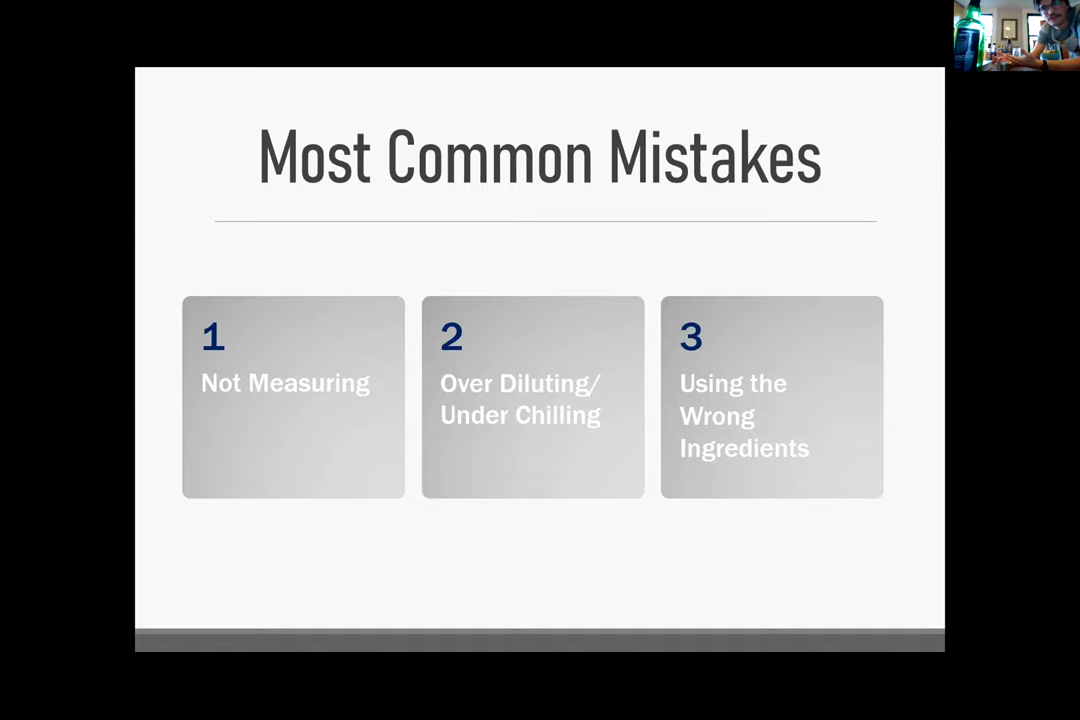 Most Common Mistakes
1
Not Measuring
2
Over Diluting/
Under Chilling
3
Using the
Wrong
Ingredients